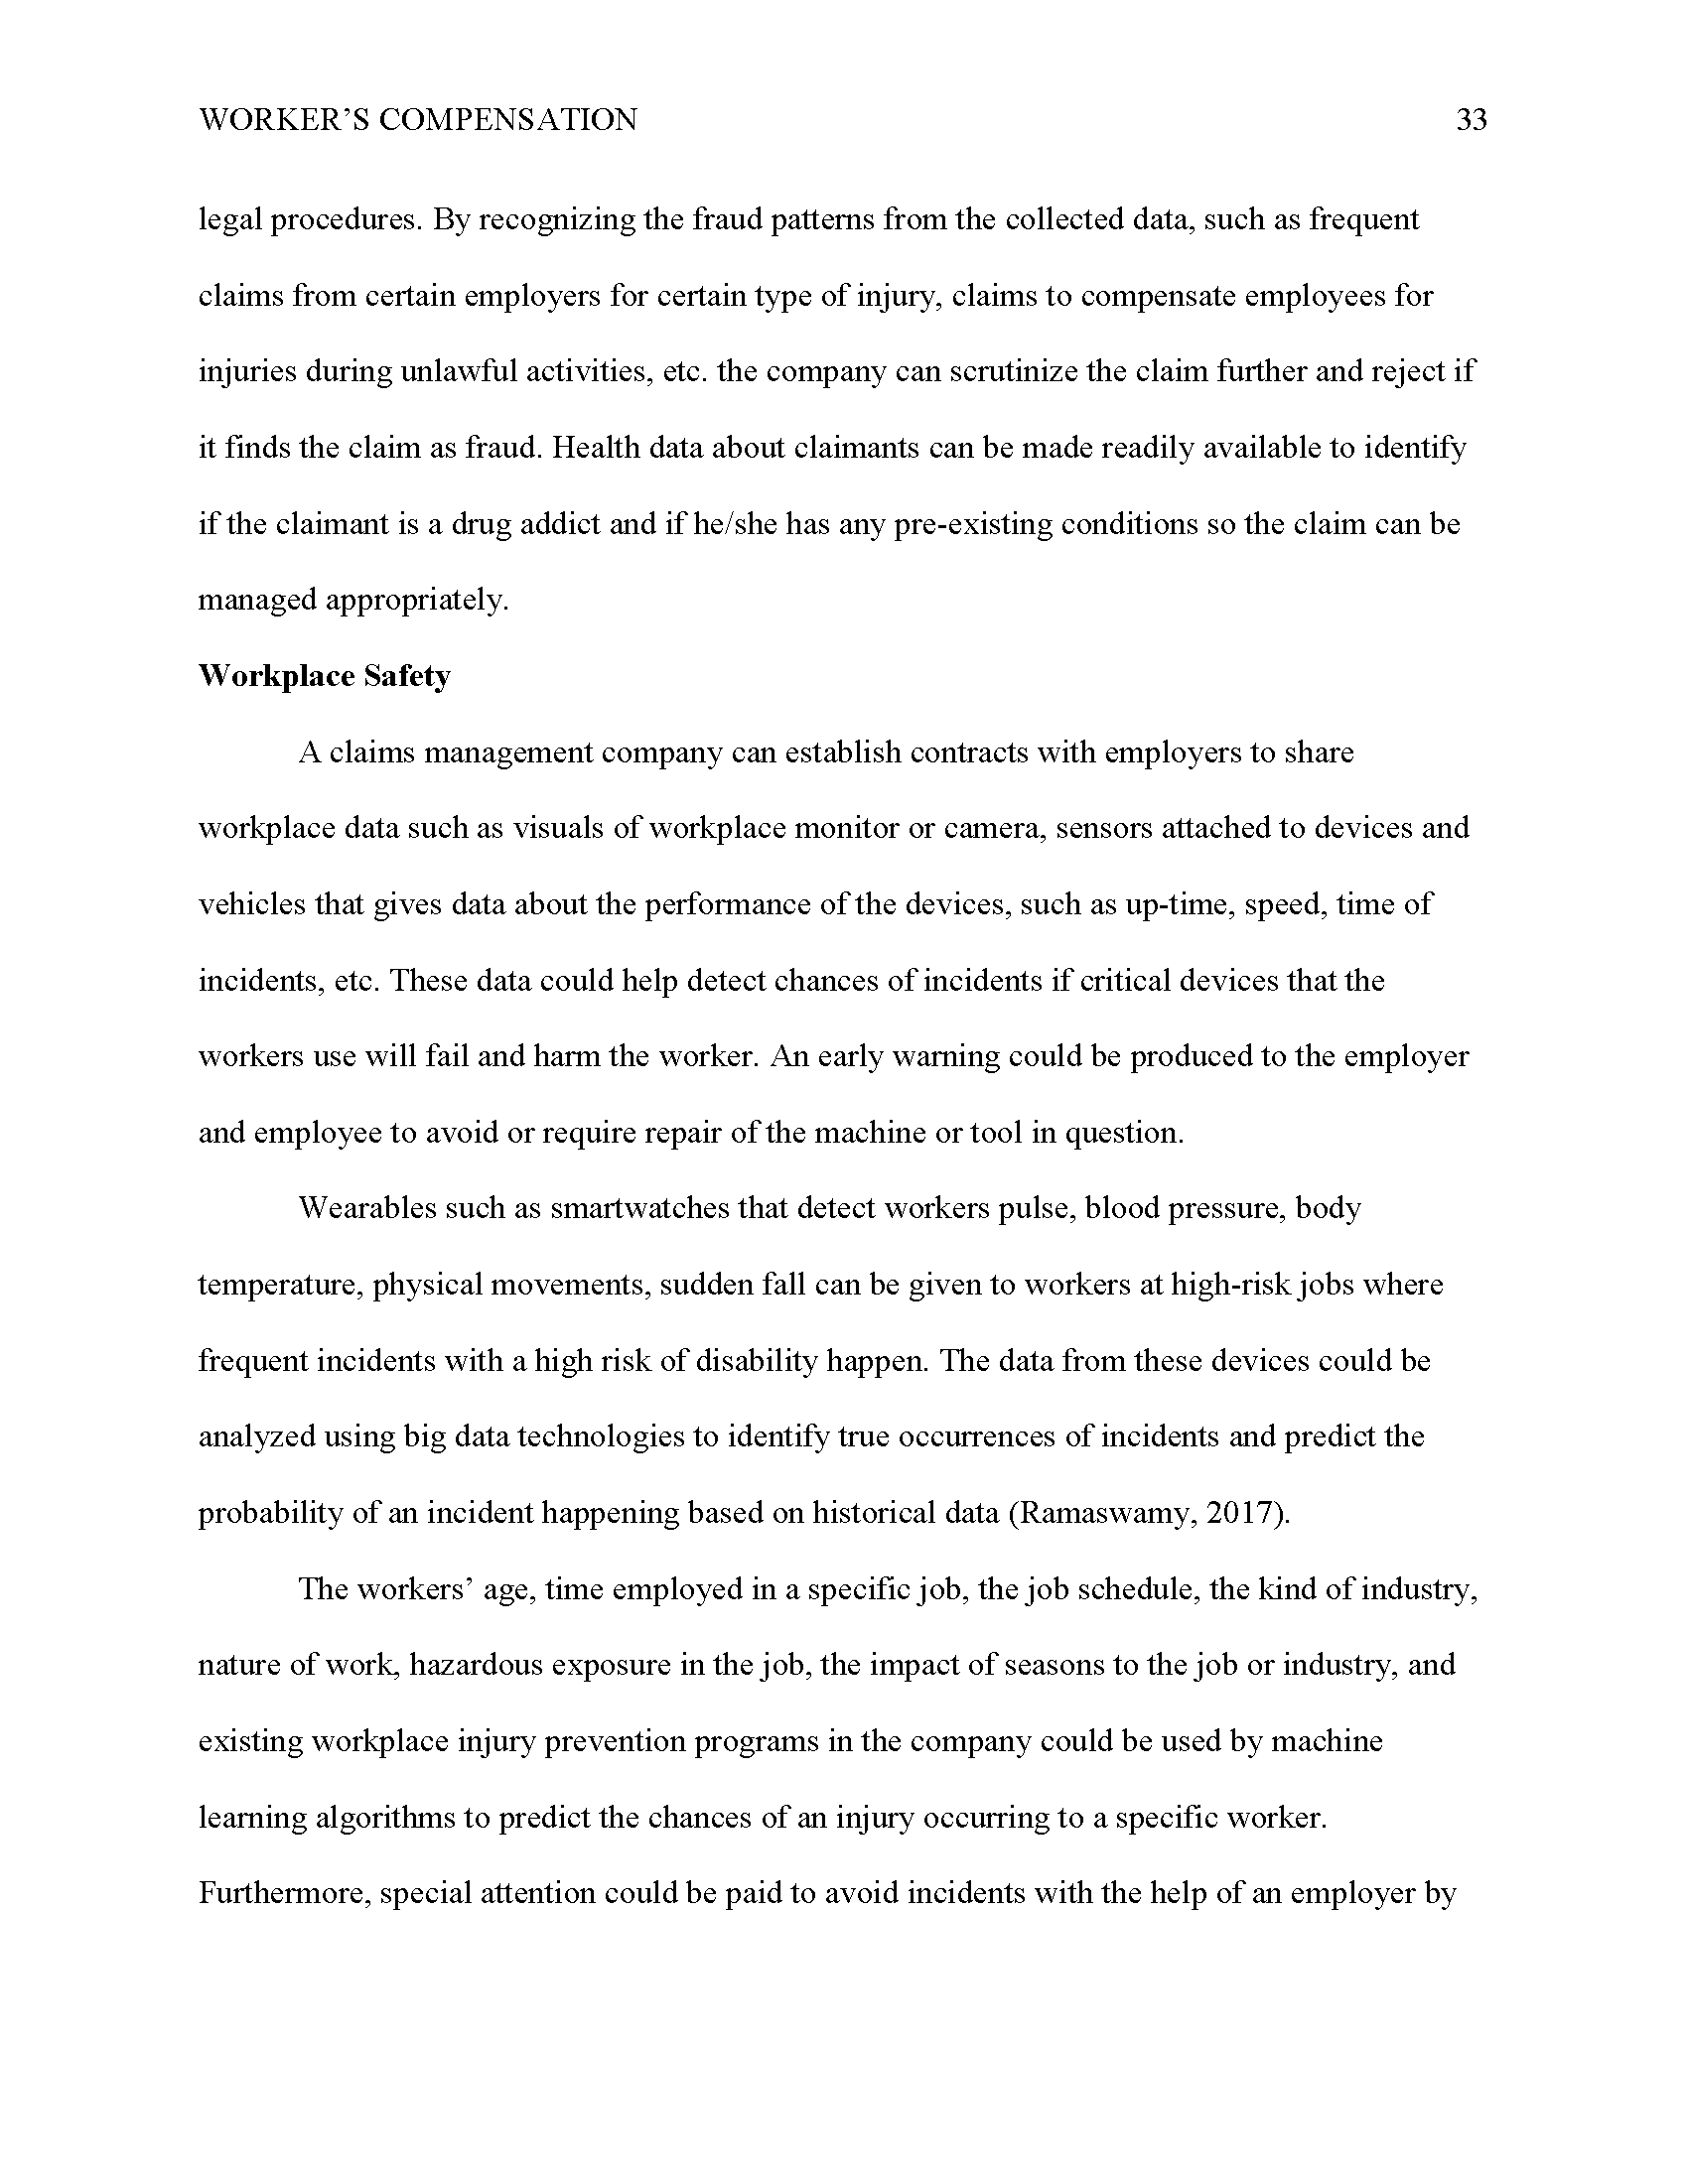 WORKER’S COMPENSATION 33
legal procedures. By recognizing the fraud patterns from the collected data, such as frequent
claims from certain employers for certain type of injury, claims to compensate employees for
injuries during unlawful activities, etc. the company can scrutinize the claim further and reject if
it finds the claim as fraud. Health data about claimants can be made readily available to identify
if the claimant is a drug addict and if he/she has any pre-existing conditions so the claim can be
managed appropriately.
Workplace Safety
A claims management company can establish contracts with employers to share
workplace data such as visuals of workplace monitor or camera, sensors attached to devices and
vehicles that gives data about the performance of the devices, such as up-time, speed, time of
incidents, etc. These data could help detect chances of incidents if critical devices that the
workers use will fail and harm the worker. An early warning could be produced to the employer
and employee to avoid or require repair of the machine or tool in question.
Wearables such as smartwatches that detect workers pulse, blood pressure, body
temperature, physical movements, sudden fall can be given to workers at high-risk jobs where
frequent incidents with a high risk of disability happen. The data from these devices could be
analyzed using big data technologies to identify true occurrences of incidents and predict the
probability of an incident happening based on historical data (Ramaswamy, 2017).
The workers’ age, time employed in a specific job, the job schedule, the kind of industry,
nature of work, hazardous exposure in the job, the impact of seasons to the job or industry, and
existing workplace injury prevention programs in the company could be used by machine
learning algorithms to predict the chances of an injury occurring to a specific worker.
Furthermore, special attention could be paid to avoid incidents with the help of an employer by